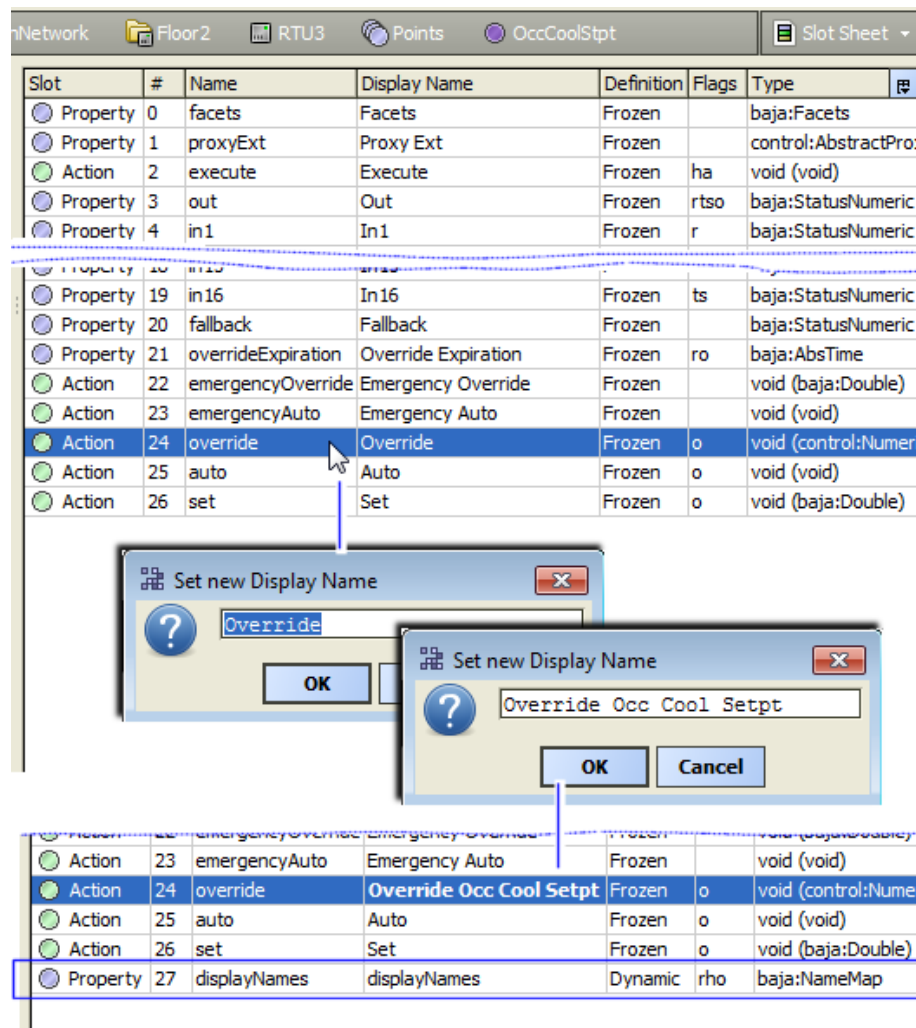 nNetwork Floor2 RTU3 Points OccCoolStpt Slot Sheet
Slot # Name Display Name Definition Flags Type
Property 0 facets Facets Frozen baja:Facets
Property 1 proxyExt Proxy Ext Frozen control:AbstractPro
Action 2 execute Execute Frozen ha void (void)
Property 3 out Out Frozen rtso baja:StatusNumeric
Property 4 in1 In1 Frozen r baja:StatusNumeric
Property 19 in16 In16 Frozen ts baja:StatusNumeric
Property 20 fallback Fallback Frozen baja:StatusNumeric
Property 21 overrideExpiration Override Expiration Frozen ro baja:AbsTime
Action 22 emergencyOverride Emergency Override Frozen void (baja:Double)
Action 23 emergencyAuto Emergency Auto Frozen void (void)
Action 24 override Override Frozen o void (control:Numer
Action 25 auto Auto Frozen o void (void)
Action 26 set Set Frozen o void (baja:Double)
Set new Display Name
Override
OK
Set new Display Name
Override Occ Cool Setpt
OK Cancel
Action 23 emergencyAuto Emergency Auto Frozen void (void)
Action 24 override Override Occ Cool Setpt Frozen o void (control:Nume
Action 25 auto Auto Frozen o void (void)
Action 26 set Set Frozen o void (baja:Double)
Property 27 displayNames displayNames Dynamic rho baja:NameMap